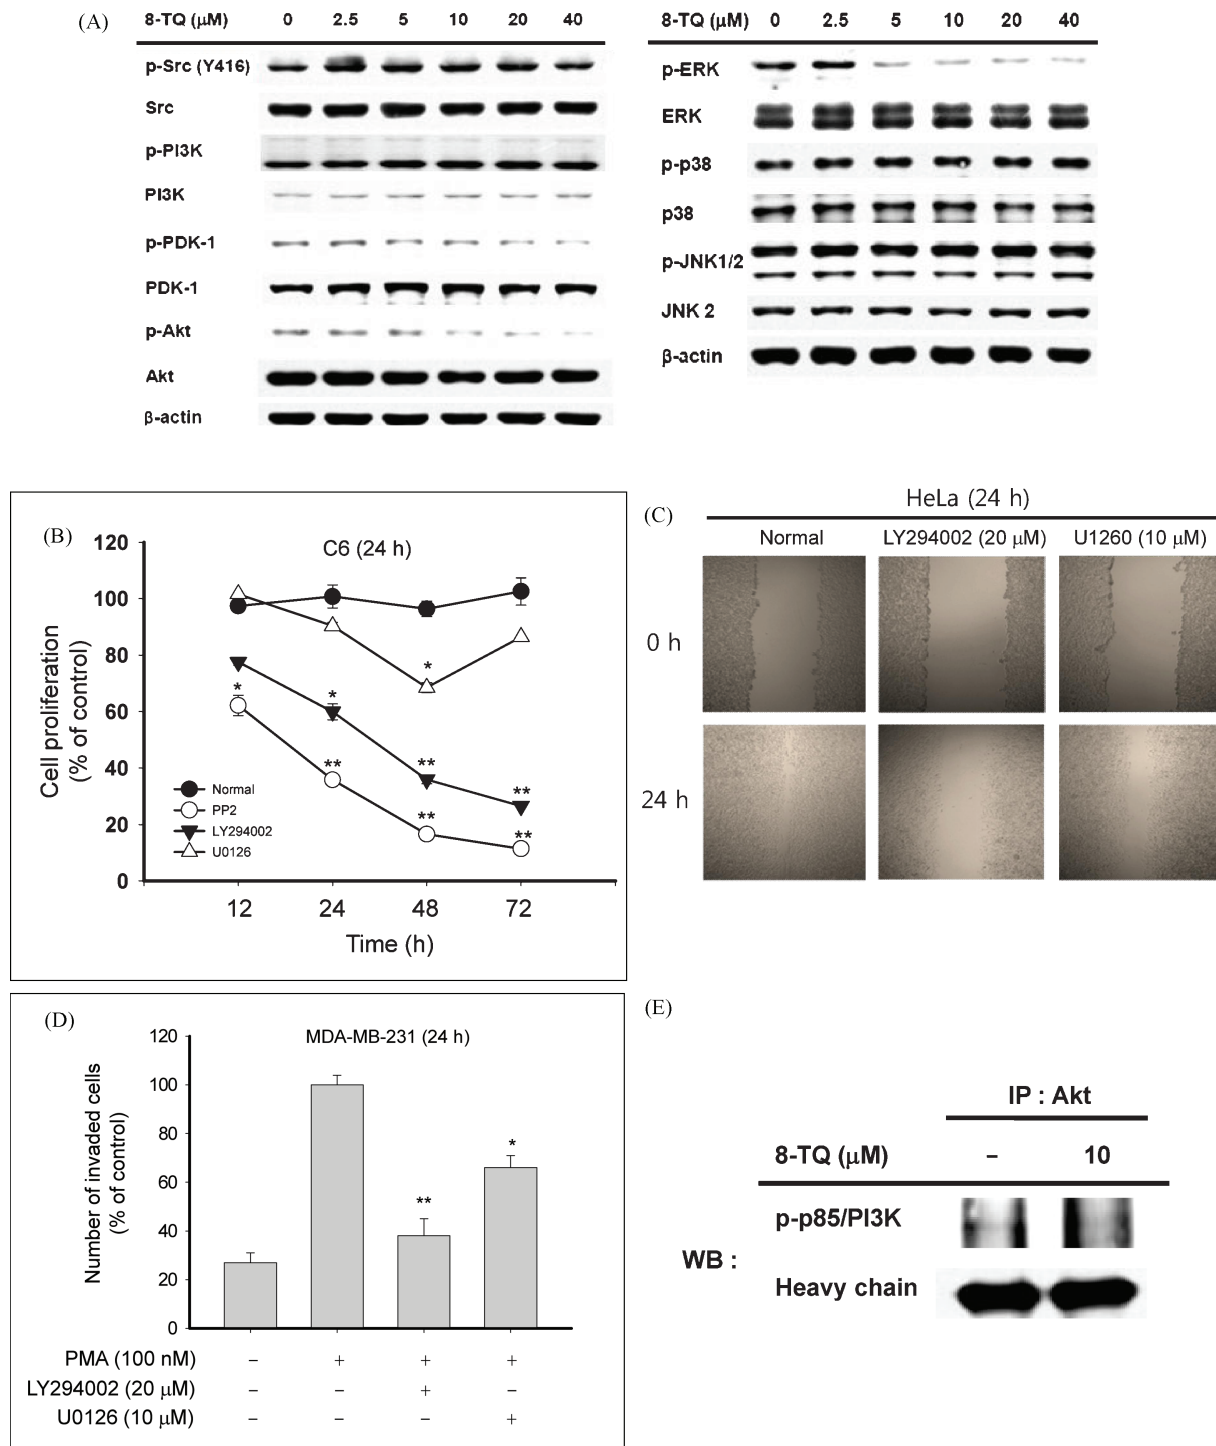 (A)
8-TQ (µM) 0 2.5 5 10 20 40
p-Src (Y416)
Src
p-PI3K
PI3K
p-PDK-1
PDK-1
p-Akt
Akt
β-actin
8-TQ (µM) 0 2.5 5 10 20 40
p-ERK
ERK
p-p38
p38
p-JNK1/2
JNK 2
β-actin
(B)
C6 (24 h)
Cell proliferation
(% of control)
120
100
80
60
40
20
0
*
*
*
**
**
**
**
**
Normal
PP2
LY294002
U0126
12 24 48 72
Time (h)
(C)
HeLa (24 h)
Normal LY294002 (20 µM) U1260 (10 µM)
0 h
24 h
(D)
MDA-MB-231 (24 h)
Number of invaded cells
(% of control)
120
100
80
60
40
20
0
**
*
PMA (100 nM) − + + +
LY294002 (20 µM) − − + −
U0126 (10 µM) − − − +
(E)
IP : Akt
8-TQ (µM) − 10
p-p85/PI3K
WB :
Heavy chain